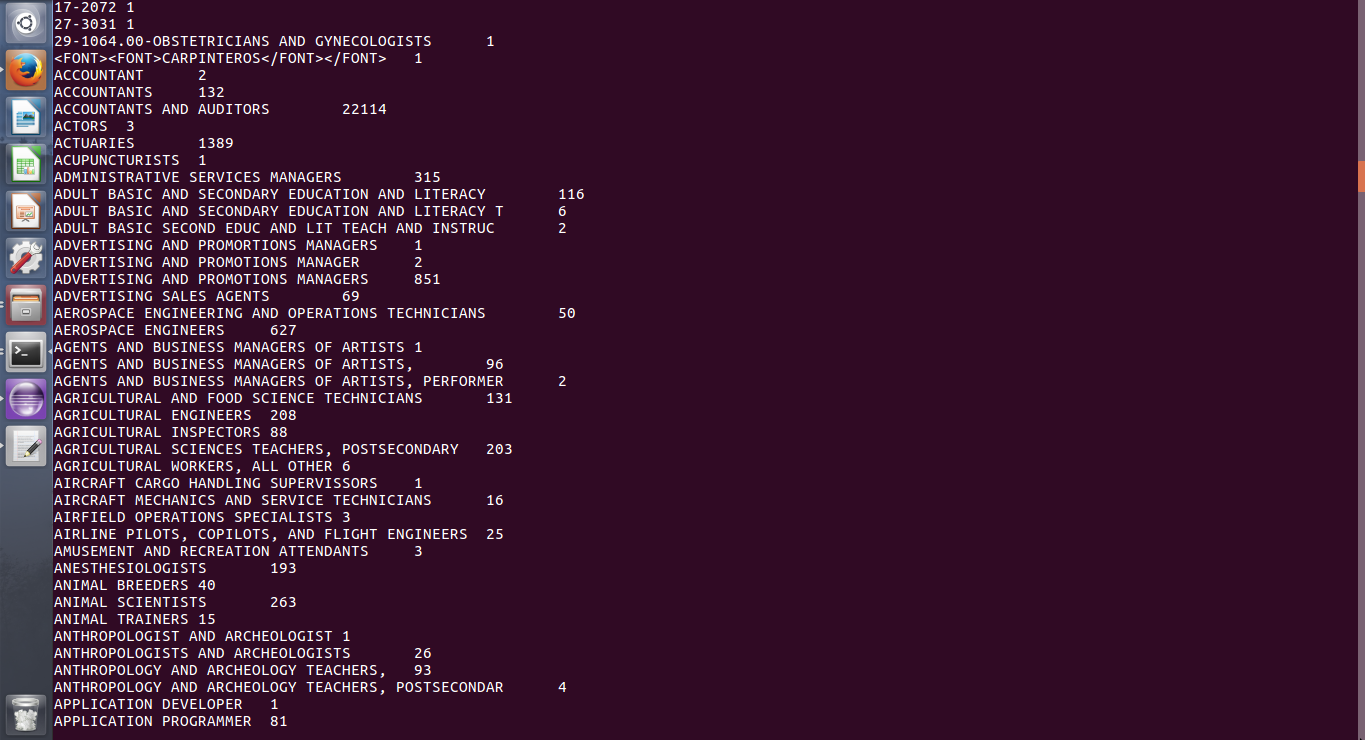 17-2072 1
27-3031 1
29-1064.00-OBSTETRICIANS AND GYNECOLOGISTS 1
<FONT><FONT>CARPINTEROS</FONT></FONT> 1
ACCOUNTANT 2
ACCOUNTANTS 132
ACCOUNTANTS AND AUDITORS 22114
ACTORS 3
ACTUARIES 1389
ACUPUNCTURISTS 1
ADMINISTRATIVE SERVICES MANAGERS 315
ADULT BASIC AND SECONDARY EDUCATION AND LITERACY 116
ADULT BASIC AND SECONDARY EDUCATION AND LITERACY T 6
ADULT BASIC SECOND EDUC AND LIT TEACH AND INSTRUC 2
ADVERTISING AND PROMORTIONS MANAGERS 1
ADVERTISING AND PROMOTIONS MANAGER 2
ADVERTISING AND PROMOTIONS MANAGERS 851
ADVERTISING SALES AGENTS 69
AEROSPACE ENGINEERING AND OPERATIONS TECHNICIANS 50
AEROSPACE ENGINEERS 627
AGENTS AND BUSINESS MANAGERS OF ARTISTS 1
AGENTS AND BUSINESS MANAGERS OF ARTISTS, 96
AGENTS AND BUSINESS MANAGERS OF ARTISTS, PERFORMER 2
AGRICULTURAL AND FOOD SCIENCE TECHNICIANS 131
AGRICULTURAL ENGINEERS 208
AGRICULTURAL INSPECTORS 88
AGRICULTURAL SCIENCES TEACHERS, POSTSECONDARY 203
AGRICULTURAL WORKERS, ALL OTHER 6
AIRCRAFT CARGO HANDLING SUPERVISSORS 1
AIRCRAFT MECHANICS AND SERVICE TECHNICIANS 16
AIRFIELD OPERATIONS SPECIALISTS 3
AIRLINE PILOTS, COPILOTS, AND FLIGHT ENGINEERS 25
AMUSEMENT AND RECREATION ATTENDANTS 3
ANESTHESIOLOGISTS 193
ANIMAL BREEDERS 40
ANIMAL SCIENTISTS 263
ANIMAL TRAINERS 15
ANTHROPOLOGIST AND ARCHEOLOGIST 1
ANTHROPOLOGISTS AND ARCHEOLOGISTS 26
ANTHROPOLOGY AND ARCHEOLOGY TEACHERS, 93
ANTHROPOLOGY AND ARCHEOLOGY TEACHERS, POSTSECONDAR 4
APPLICATION DEVELOPER 1
APPLICATION PROGRAMMER 81